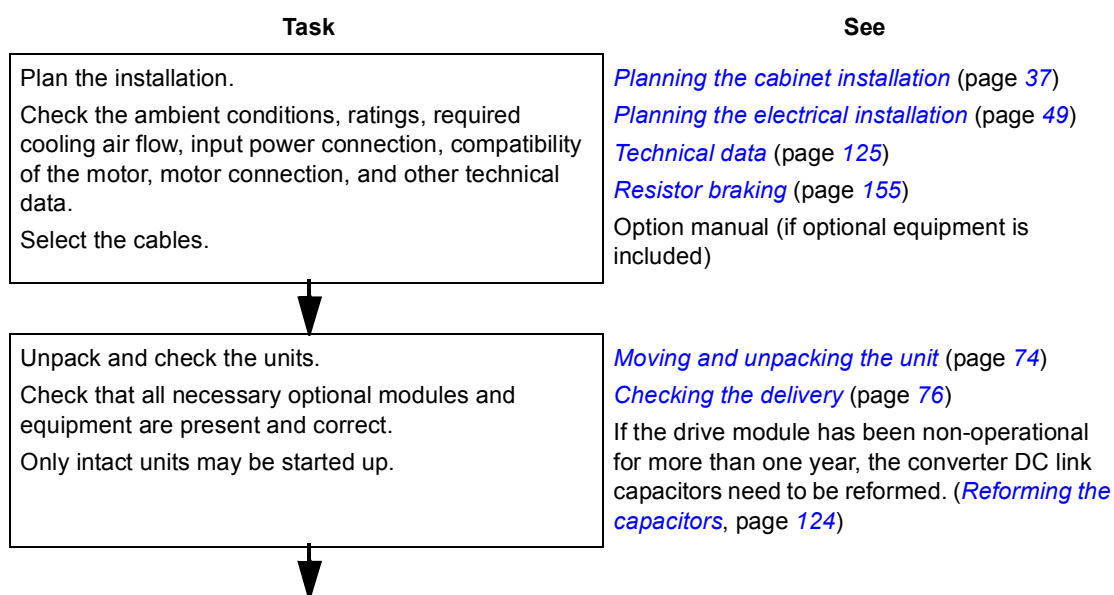 Task
See
Plan the installation.
Check the ambient conditions, ratings, required
cooling air flow, input power connection, compatibility
of the motor, motor connection, and other technical
data.
Select the cables.
Planning the cabinet installation (page 37)
Planning the electrical installation (page 49)
Technical data (page 125)
Resistor braking (page 155)
Option manual (if optional equipment is
included)
Unpack and check the units.
Check that all necessary optional modules and
equipment are present and correct.
Only intact units may be started up.
Moving and unpacking the unit (page 74)
Checking the delivery (page 76)
If the drive module has been non-operational
for more than one year, the converter DC link
capacitors need to be reformed. (Reforming the
capacitors, page 124)